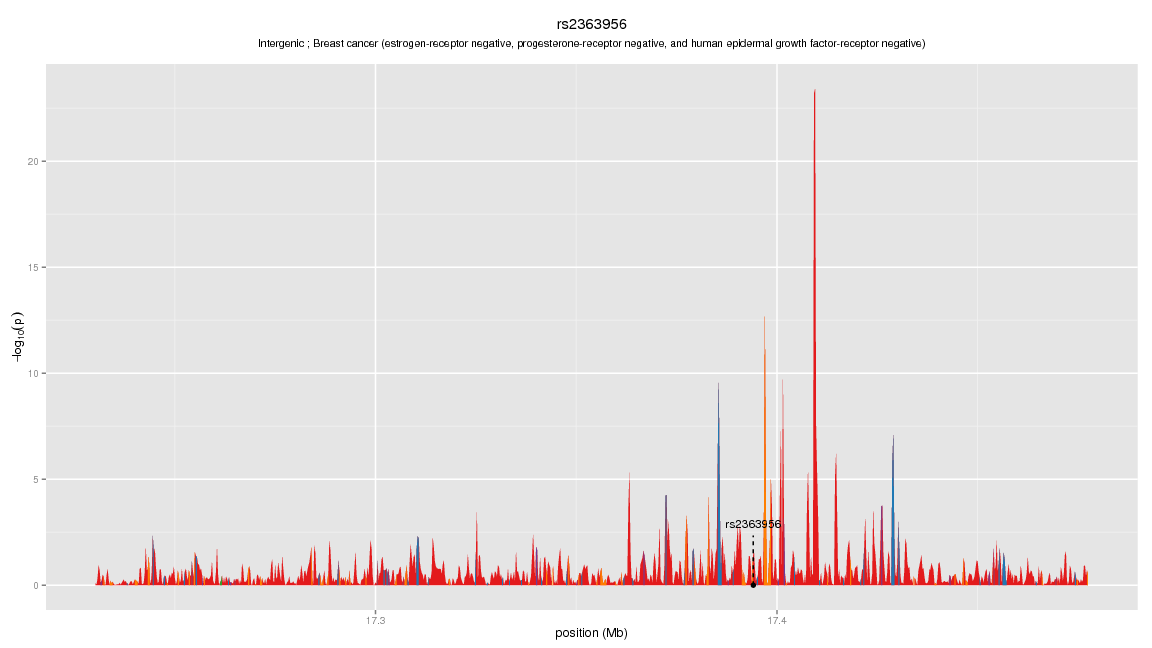 rs2363956
Intergenic ; Breast cancer (estrogen-receptor negative, progesterone-receptor negative, and human epidermal growth factor-receptor negative)
20
15
10
5
0
−log10(p)
rs2363956
17.3
17.4
position (Mb)